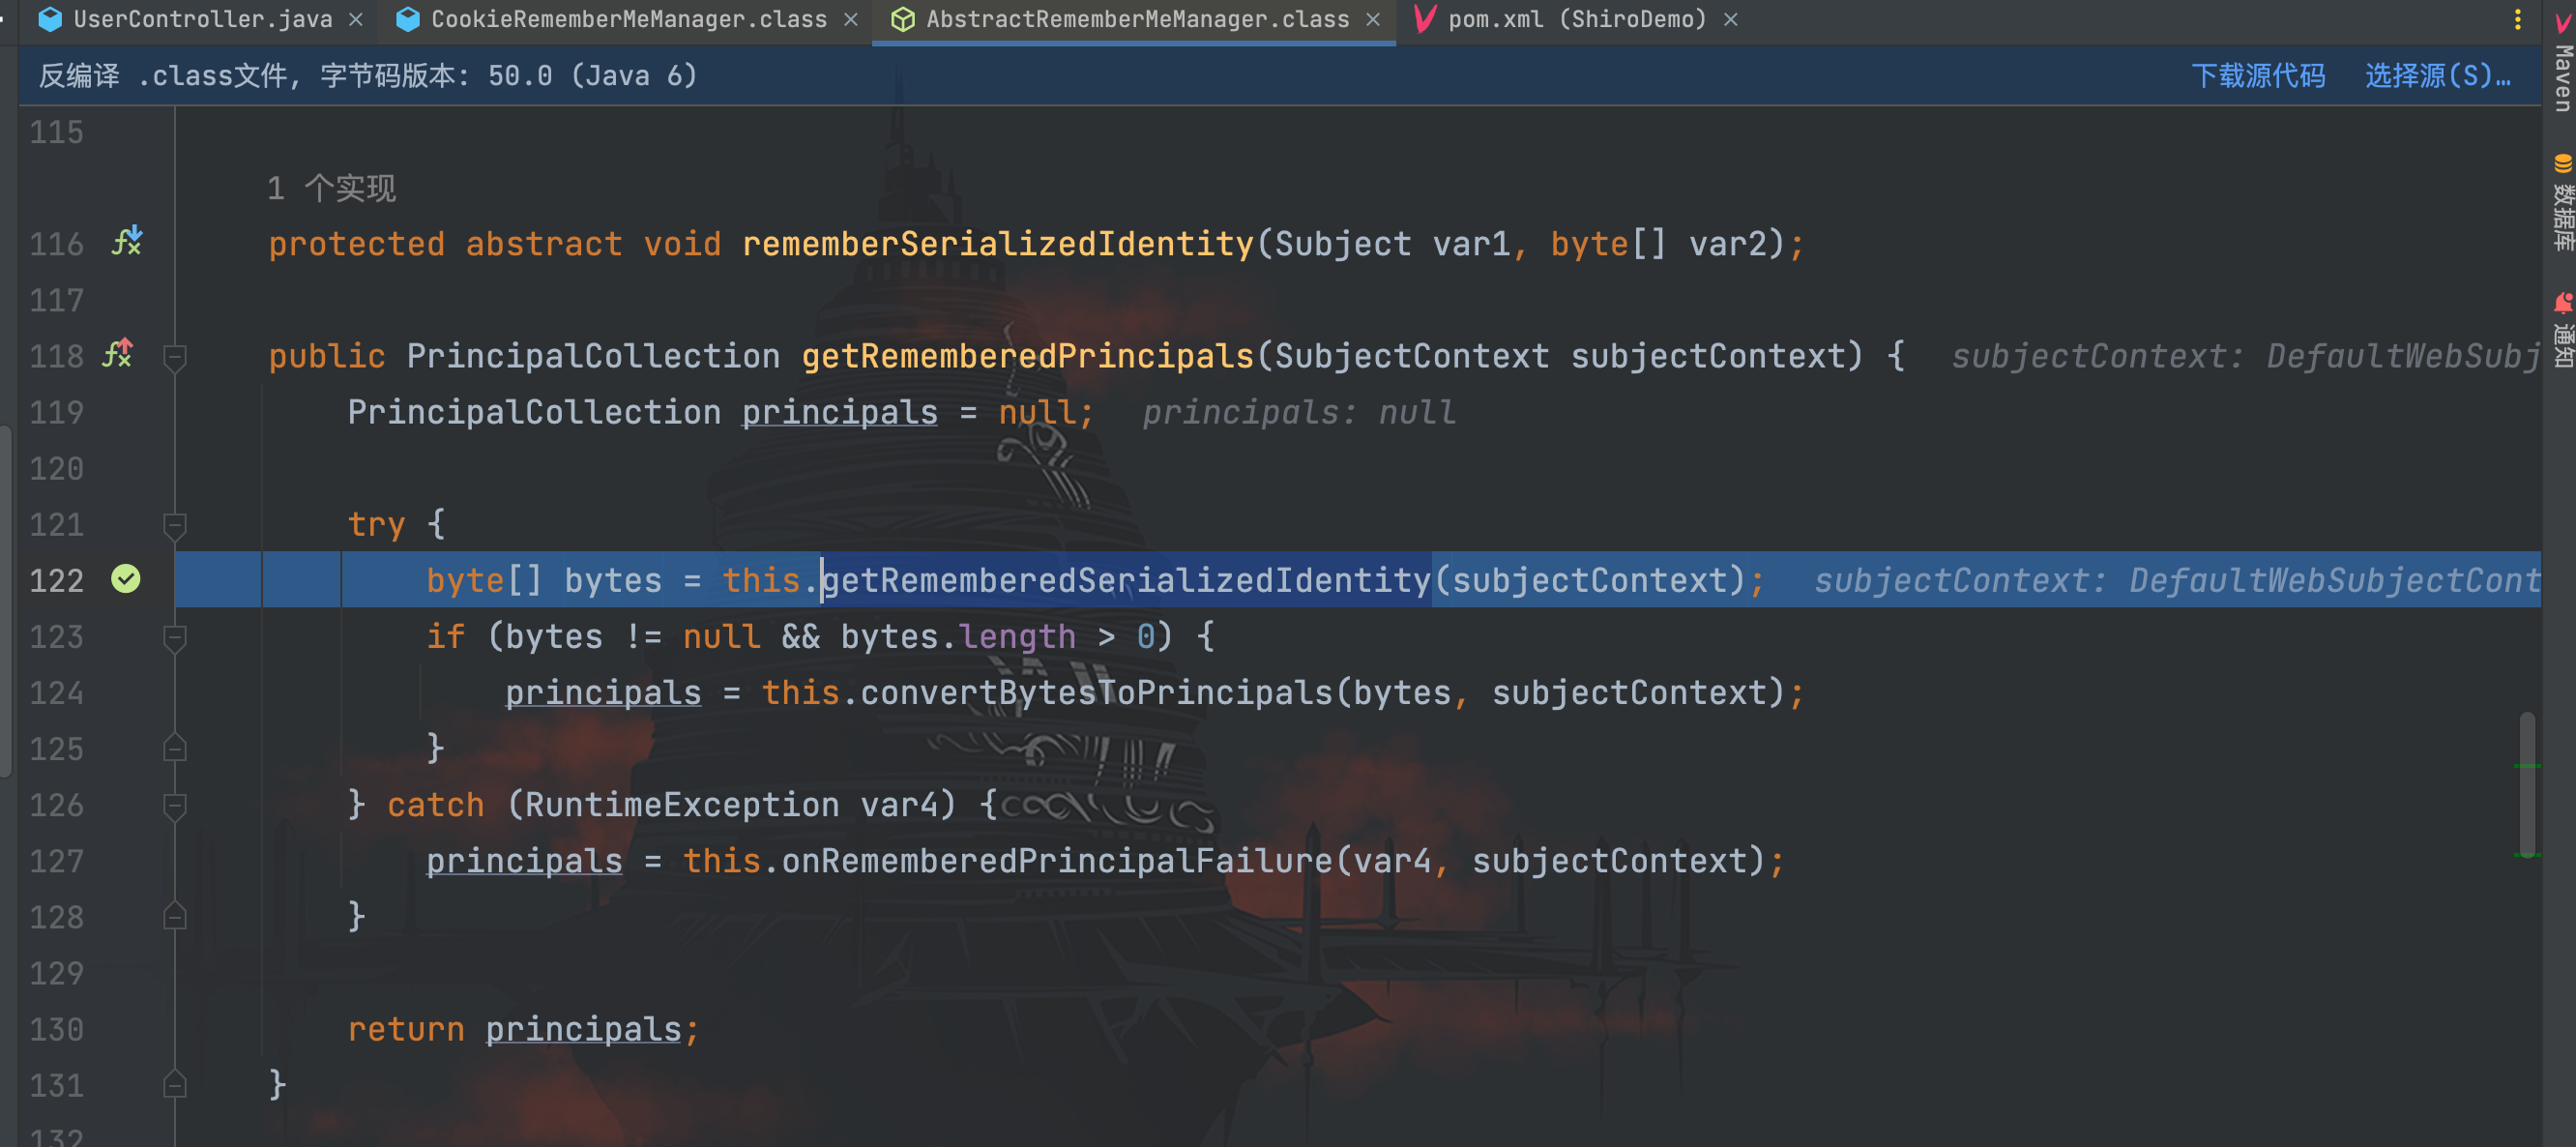 UserController.java × CookieRememberMeManager.class × AbstractRememberMeManager.class × pom.xml (ShiroDemo) ×
反编译 .class文件, 字节码版本: 50.0 (Java 6) 下载源代码 选择源(S)…
115
1 个实现
116 protected abstract void rememberSerializedIdentity(Subject var1, byte[] var2);
117
118 public PrincipalCollection getRememberedPrincipals(SubjectContext subjectContext) { subjectContext: DefaultWebSubj
119 PrincipalCollection principals = null; principals: null
120
121 try {
122 byte[] bytes = this.getRememberedSerializedIdentity(subjectContext); subjectContext: DefaultWebSubjectCont
123 if (bytes != null && bytes.length > 0) {
124 principals = this.convertBytesToPrincipals(bytes, subjectContext);
125 }
126 } catch (RuntimeException var4) {
127 principals = this.onRememberedPrincipalFailure(var4, subjectContext);
128 }
129
130 return principals;
131 }
132
Maven
数据库
通知